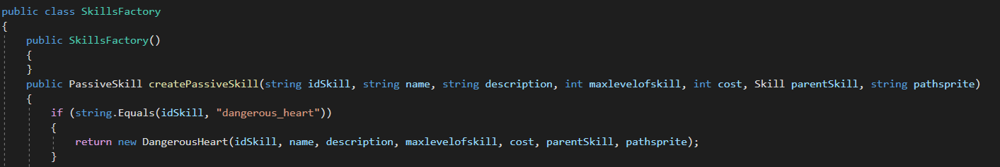 public class SkillsFactory
{
public SkillsFactory()
{
}
public PassiveSkill createPassiveSkill(string idSkill, string name, string description, int maxlevelofskill, int cost, Skill parentSkill, string pathsprite)
{
if (string.Equals(idSkill, "dangerous_heart"))
{
return new DangerousHeart(idSkill, name, description, maxlevelofskill, cost, parentSkill, pathsprite);
}